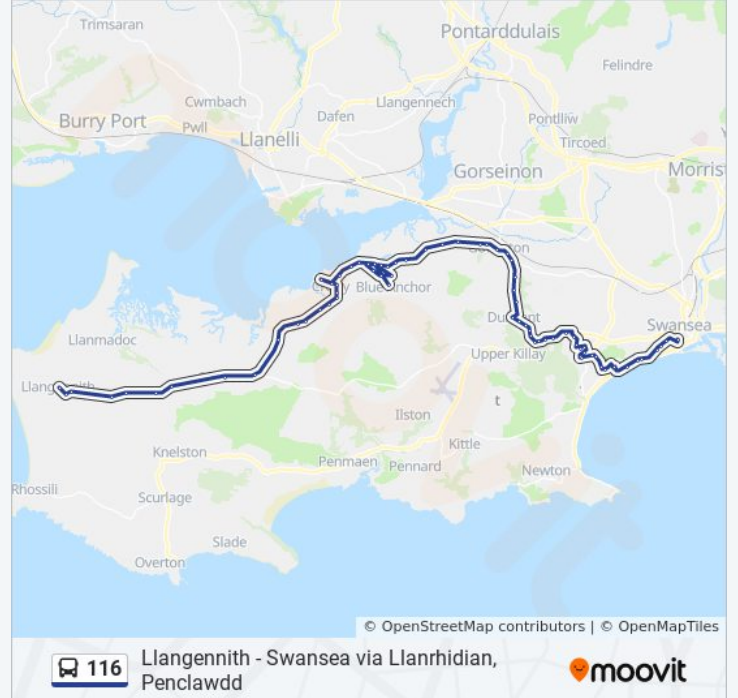 Trimsaran
Pontarddulais
Felindre
Cwmbach
Llangennech
Burry Port
Dafen
Pontlliw
Pwll
Llanelli
Tircoed
Gorseinon
Morris
Blue Anchor
Llanmadoc
Swansea
Upper Killay
Llangennith
t
Ilston
Knelston
Kittle
Penmaen
Pennard
Newton
Rhossili
Scurlage
Slade
Overton
© OpenStreetMap contributors | © OpenMapTiles
116
Llangennith - Swansea via Llanrhidian,
Penclawdd
moovit